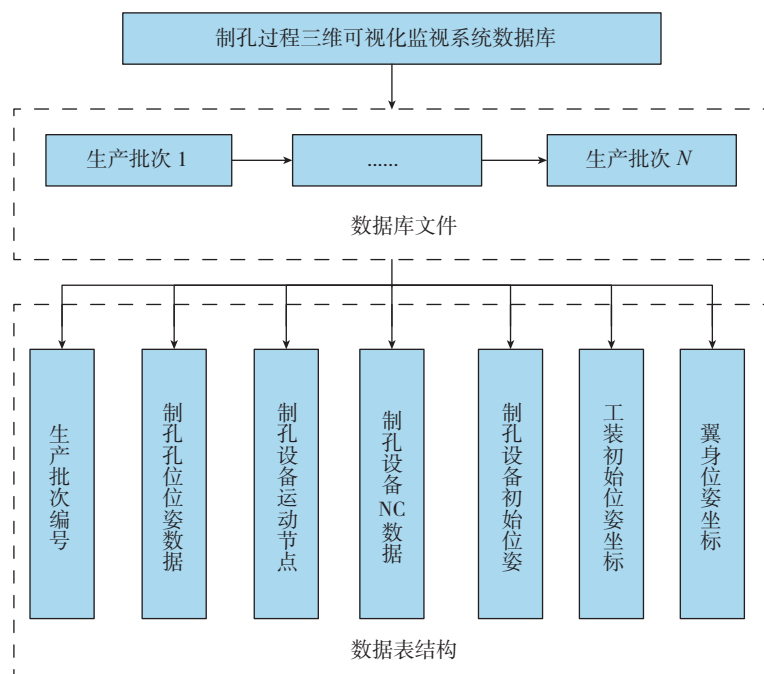 制孔过程三维可视化监视系统数据库
生产批次 1
......
生产批次 N
数据库文件
生产批次编号
制孔孔位位姿数据
制孔设备运动节点
制孔设备NC数据
制孔设备初始位姿
工装初始位姿坐标
翼身位姿坐标
数据表结构